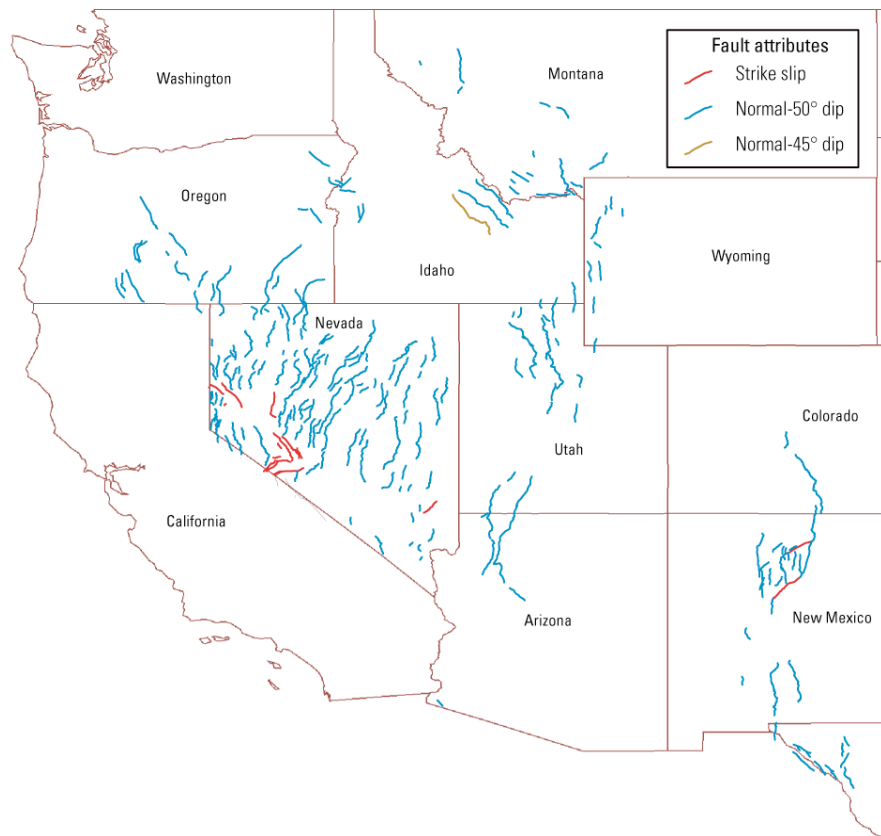 Fault attributes
Strike slip
Normal-50° dip
Normal-45° dip
Washington
Montana
Oregon
Idaho
Wyoming
Nevada
Utah
Colorado
California
Arizona
New Mexico